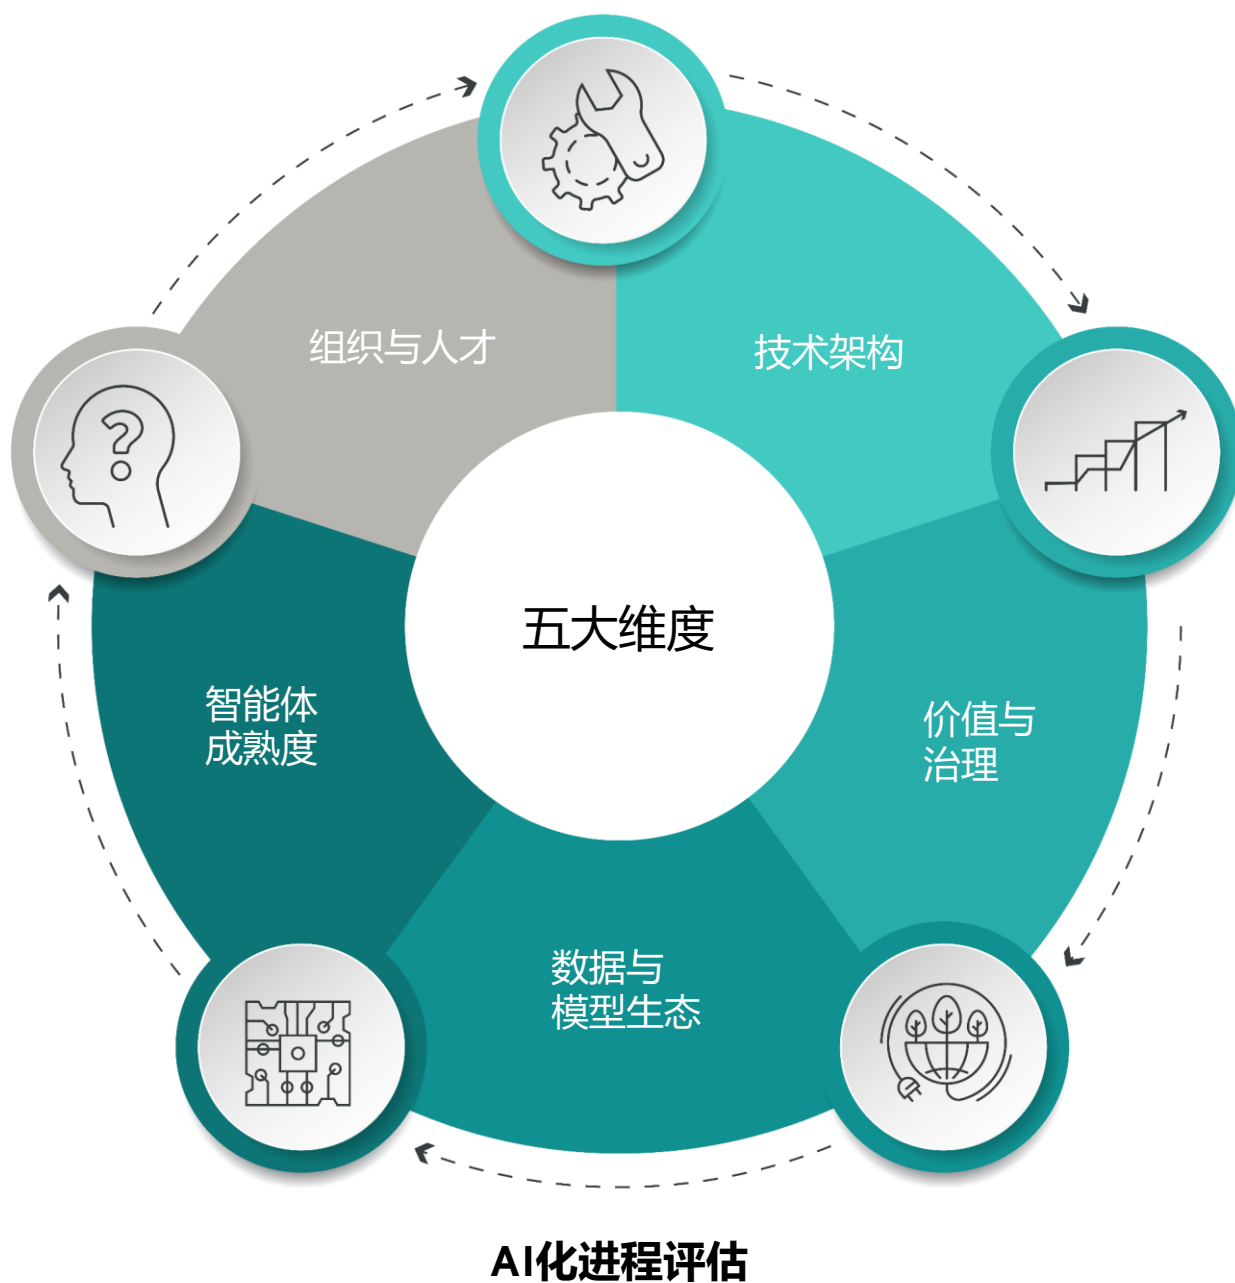 组织与人才
技术架构
五大维度
智能体
成熟度
价值与
治理
数据与
模型生态
AI化进程评估